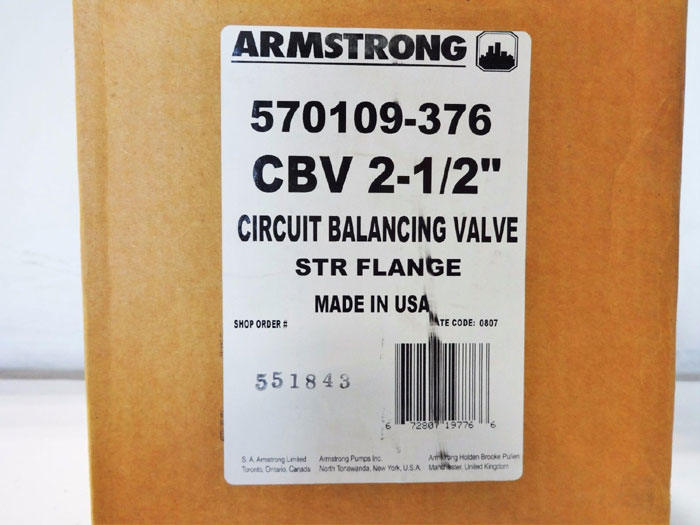 ARMSTRONG
570109-376
CBV 2-1/2"
CIRCUIT BALANCING VALVE
STR FLANGE
MADE IN USA
SHOP ORDER # ATE CODE: 0807
551843
6 72807 19776 6
S. A. Armstrong Limited Armstrong Pumps Inc. Armstrong Holden Brooke Pullen
Toronto, Ontario, Canada North Tonawanda, New York, U.S.A. Manchester, United Kingdom